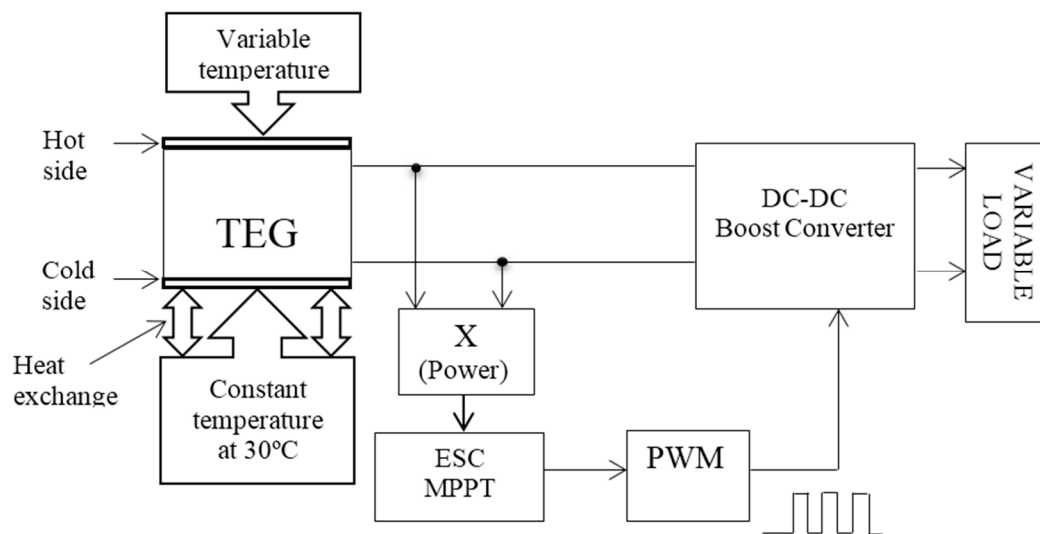 Variable
temperature
Hot
side
TEG
Cold
side
Heat
exchange
Constant
temperature
at 30ºC
X
(Power)
ESC
MPPT
PWM
DC-DC
Boost Converter
VARIABLE
LOAD